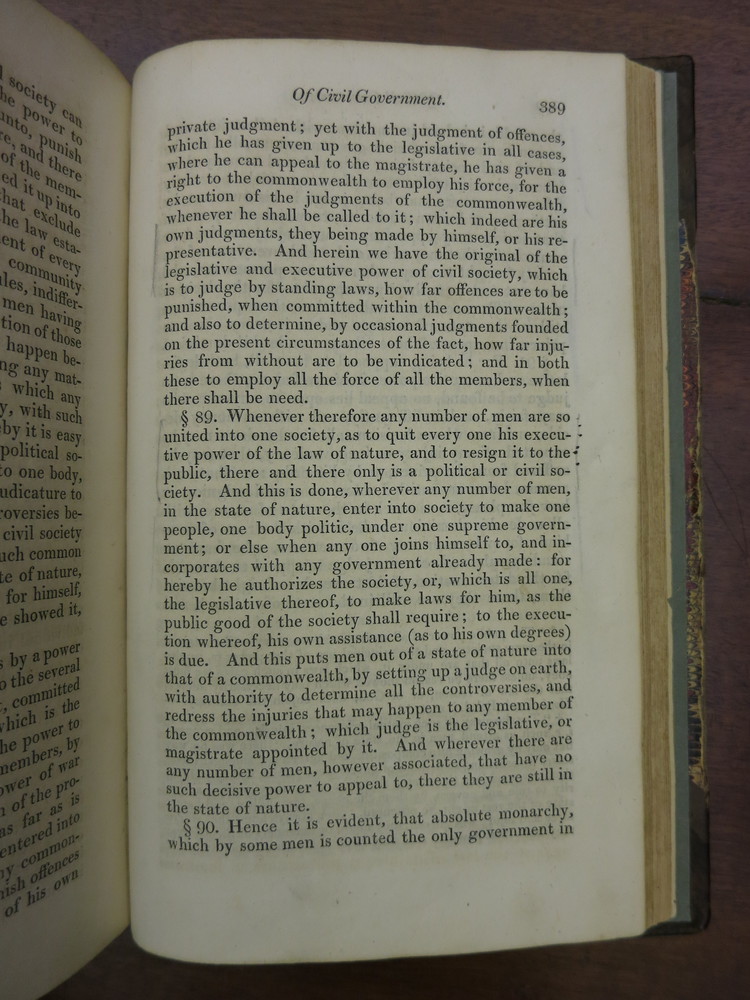 l society can
he power to
unto, punish
re, and there
of the mem-
ed it up into
hat exclude
he law esta-
ent of every
community
ules, indiffer-
men having
tion of those
happen be-
ng any mat-
which any
y, with such
by it is easy
political so-
to one body,
udicature to
roversies be-
civil society
uch common
te of nature,
for himself,
e showed it,
s by a power
o the several
, committed
which is the
he power to
members, by
ower of war
n of the pro-
as far as is
entered into
ny common-
nish offences
of his own
Of Civil Government.
389
private judgment; yet with the judgment of offences,
which he has given up to the legislative in all cases,
where he can appeal to the magistrate, he has given a
right to the commonwealth to employ his force, for the
execution of the judgments of the commonwealth,
whenever he shall be called to it; which indeed are his
own judgments, they being made by himself, or his re-
presentative. And herein we have the original of the
legislative and executive power of civil society, which
is to judge by standing laws, how far offences are to be
punished, when committed within the commonwealth;
and also to determine, by occasional judgments founded
on the present circumstances of the fact, how far inju-
ries from without are to be vindicated; and in both
these to employ all the force of all the members, when
there shall be need.
§ 89. Whenever therefore any number of men are so
united into one society, as to quit every one his execu-
tive power of the law of nature, and to resign it to the
public, there and there only is a political or civil so-
ciety. And this is done, wherever any number of men,
in the state of nature, enter into society to make one
people, one body politic, under one supreme govern-
ment; or else when any one joins himself to, and in-
corporates with any government already made: for
hereby he authorizes the society, or, which is all one,
the legislative thereof, to make laws for him, as the
public good of the society shall require; to the execu-
tion whereof, his own assistance (as to his own degrees)
is due. And this puts men out of a state of nature into
that of a commonwealth, by setting up a judge on earth,
with authority to determine all the controversies, and
redress the injuries that may happen to any member of
the commonwealth; which judge is the legislative, or
magistrate appointed by it. And wherever there are
any number of men, however associated, that have no
such decisive power to appeal to, there they are still in
the state of nature.
§ 90. Hence it is evident, that absolute monarchy,
which by some men is counted the only government in